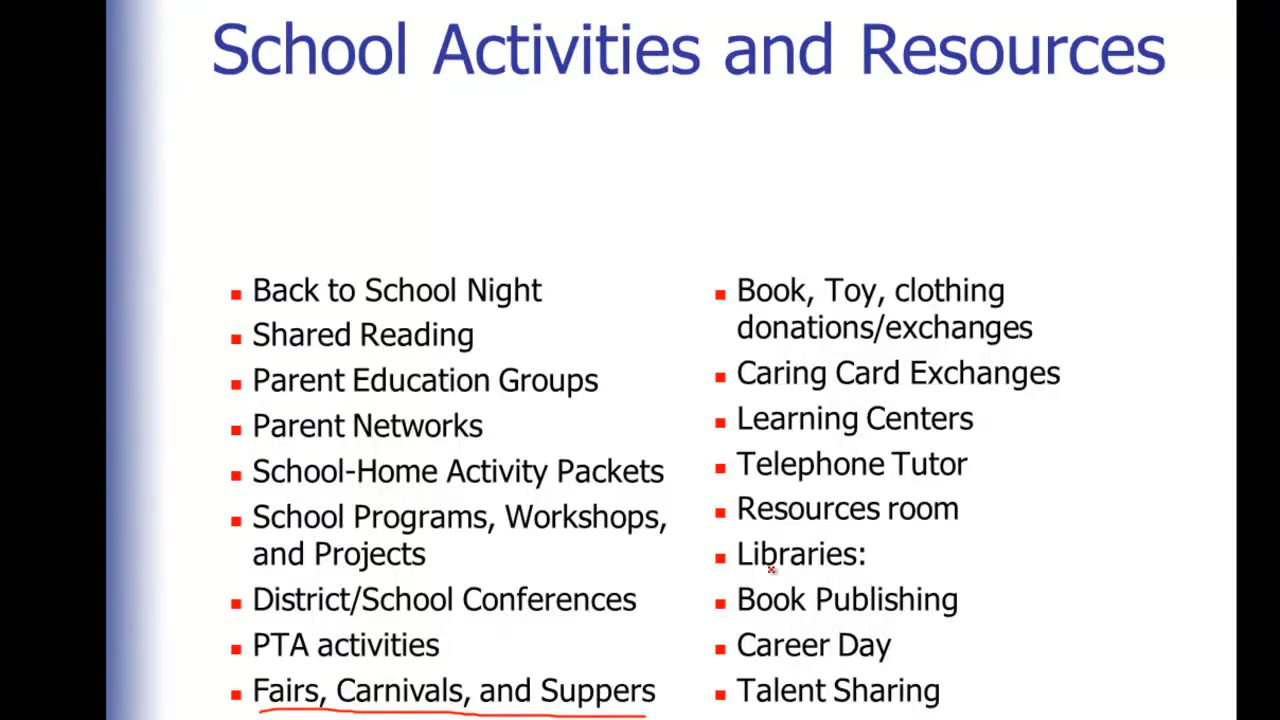 School Activities and Resources
Back to School Night
Shared Reading
Parent Education Groups
Parent Networks
School-Home Activity Packets
School Programs, Workshops,
and Projects
District/School Conferences
PTA activities
Fairs, Carnivals, and Suppers
Book, Toy, clothing
donations/exchanges
Caring Card Exchanges
Learning Centers
Telephone Tutor
Resources room
Libraries:
Book Publishing
Career Day
Talent Sharing